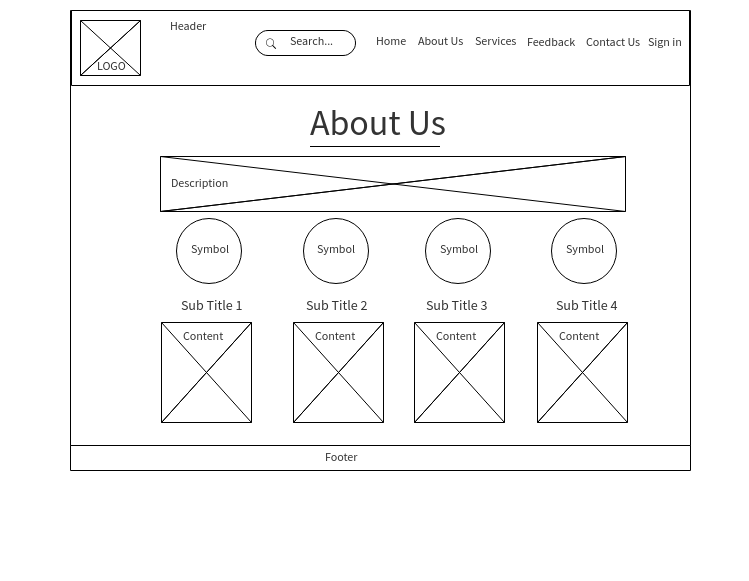 Header
LOGO
Search...
Home About Us Services Feedback Contact Us Sign in
About Us
Description
Symbol Symbol Symbol Symbol
Sub Title 1 Sub Title 2 Sub Title 3 Sub Title 4
Content Content Content Content
Footer